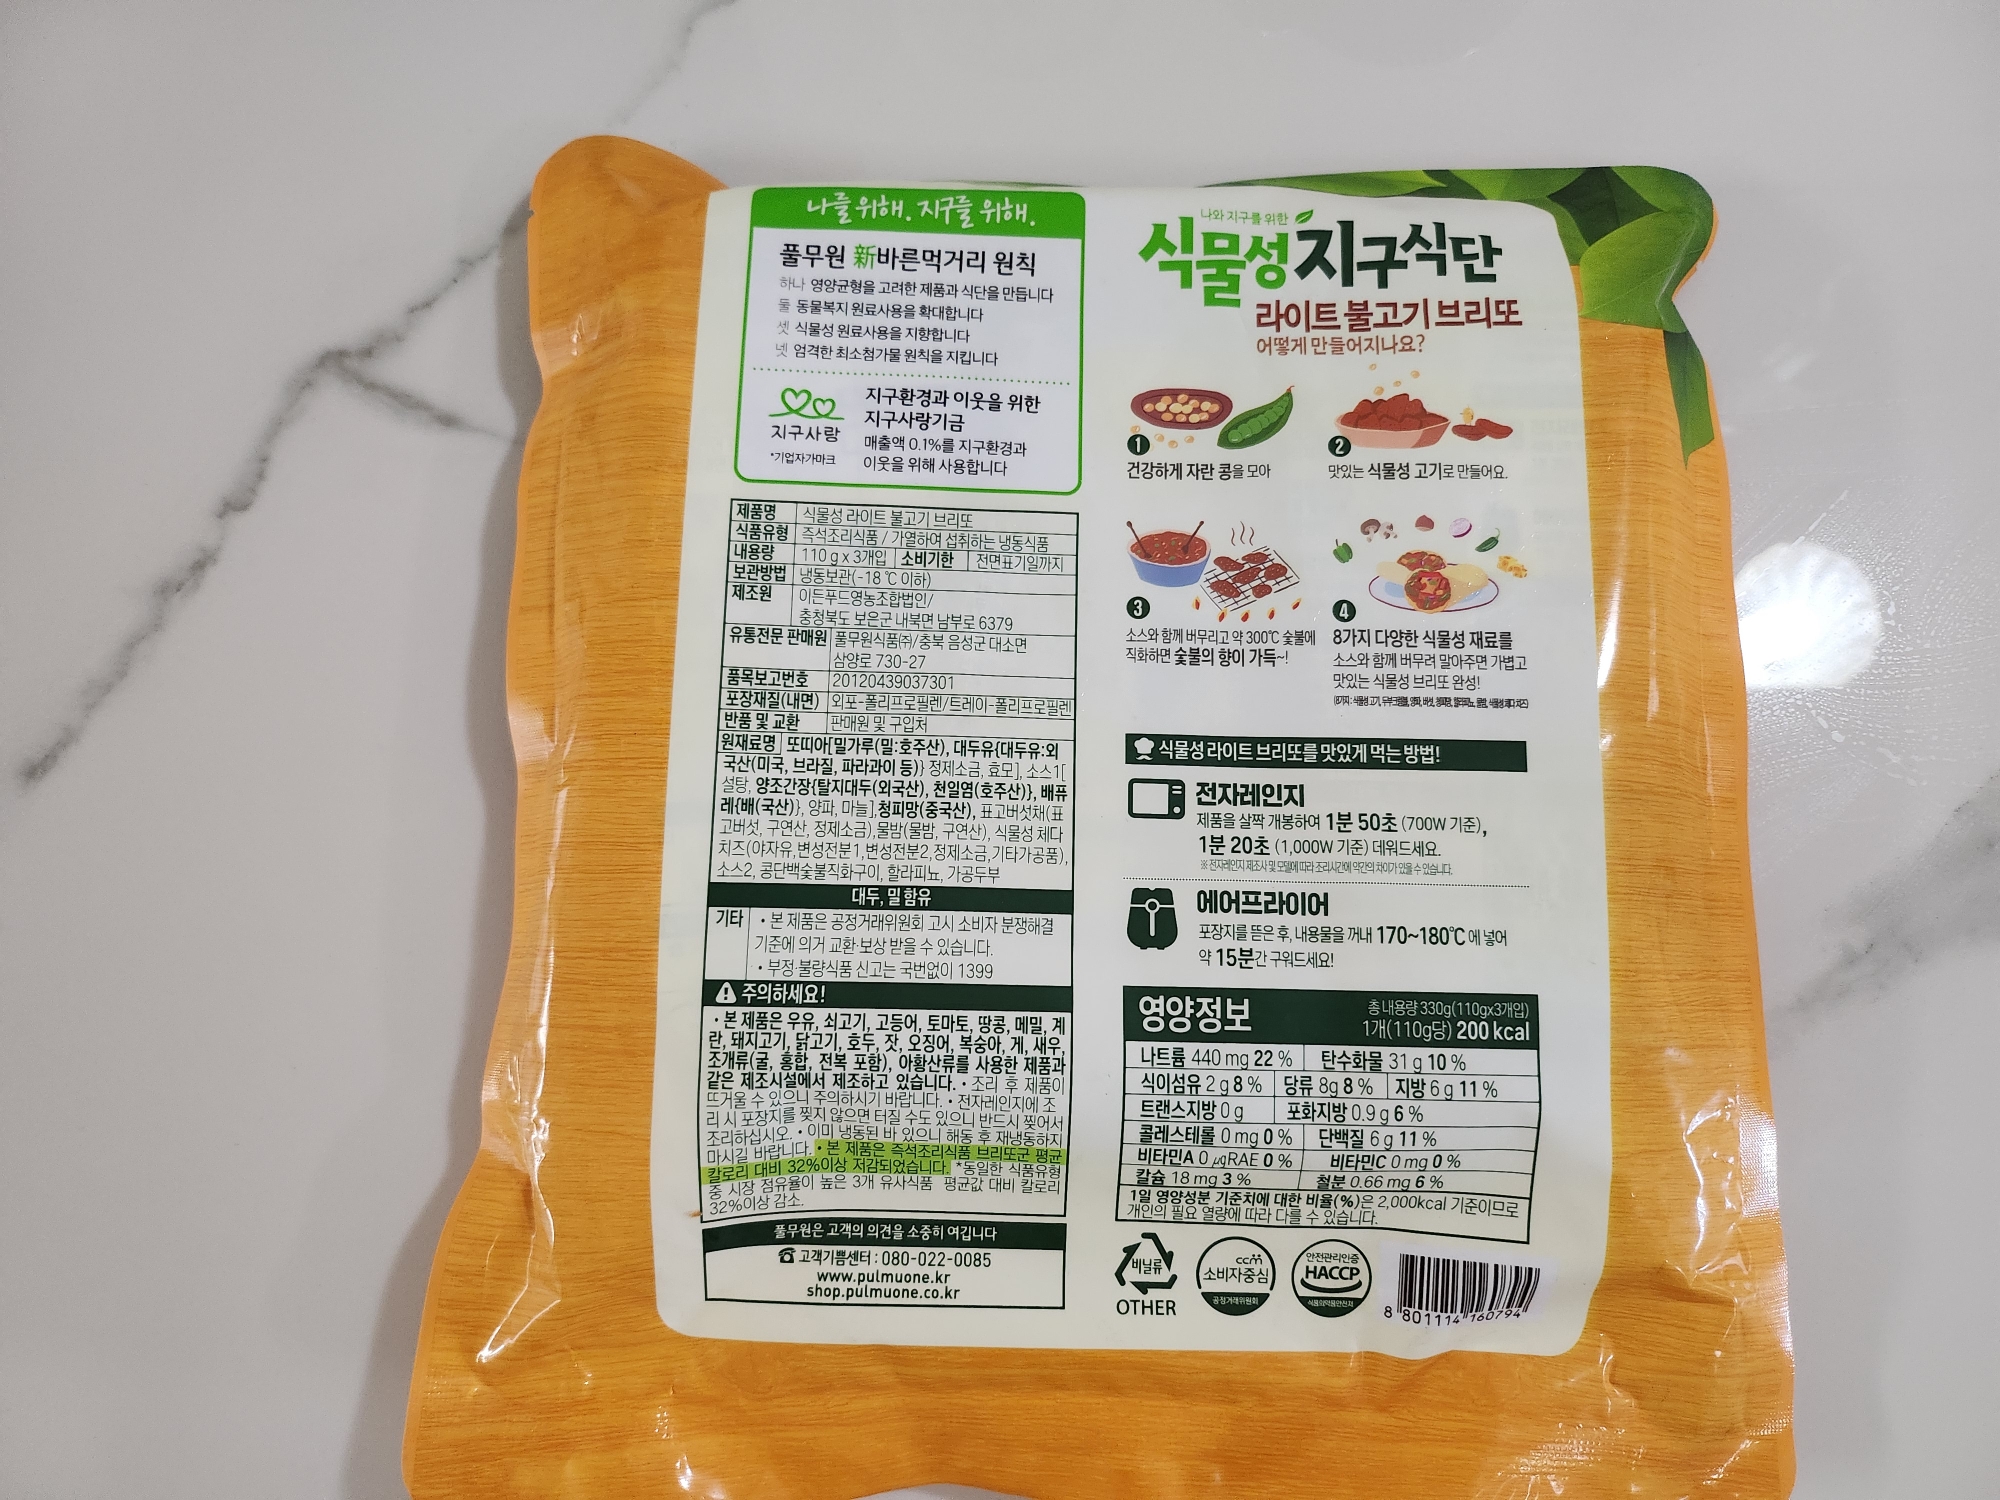 나를 위해. 지구를 위해.
풀무원 新바른먹거리 원칙
하나 영양균형을 고려한 제품과 식단을 만듭니다
둘 동물복지 원료사용을 확대합니다
셋 식물성 원료사용을 지향합니다
넷 엄격한 최소첨가물 원칙을 지킵니다
지구사랑
*기업자가마크
지구환경과 이웃을 위한
지구사랑기금
매출액 0.1%를 지구환경과
이웃을 위해 사용합니다
제품명 식물성 라이트 불고기 브리또
식품유형 즉석조리식품 / 가열하여 섭취하는 냉동식품
내용량 110 g x 3개입 소비기한 전면표기일까지
보관방법 냉동보관(-18 ℃ 이하)
제조원 이든푸드영농조합법인/
충청북도 보은군 내북면 남부로 6379
유통전문 판매원 풀무원식품㈜/충북 음성군 대소면
삼양로 730-27
품목보고번호 20120439037301
포장재질(내면) 외포-폴리프로필렌/트레이-폴리프로필렌
반품 및 교환 판매원 및 구입처
원재료명 또띠아[밀가루(밀:호주산), 대두유{대두유:외
국산(미국, 브라질, 파라과이 등)} 정제소금, 효모], 소스1[
설탕, 양조간장{탈지대두(외국산), 천일염(호주산)}, 배퓨
레{배(국산)}, 양파, 마늘],청피망(중국산), 표고버섯채(표
고버섯, 구연산, 정제소금),물밤(물밤, 구연산), 식물성 체다
치즈(야자유,변성전분1,변성전분2,정제소금,기타가공품),
소스2, 콩단백숯불직화구이, 할라피뇨, 가공두부
대두, 밀 함유
기타 • 본 제품은 공정거래위원회 고시 소비자 분쟁해결
기준에 의거 교환·보상 받을 수 있습니다.
• 부정·불량식품 신고는 국번없이 1399
주의하세요!
• 본 제품은 우유, 쇠고기, 고등어, 토마토, 땅콩, 메밀, 계
란, 돼지고기, 닭고기, 호두, 잣, 오징어, 복숭아, 게, 새우,
조개류(굴, 홍합, 전복 포함), 아황산류를 사용한 제품과
같은 제조시설에서 제조하고 있습니다. • 조리 후 제품이
뜨거울 수 있으니 주의하시기 바랍니다. • 전자레인지에 조
리 시 포장지를 찢지 않으면 터질 수도 있으니 반드시 찢어서
조리하십시오. • 이미 냉동된 바 있으니 해동 후 재냉동하지
마시길 바랍니다. • 본 제품은 즉석조리식품 브리또군 평균
칼로리 대비 32%이상 저감되었습니다. *동일한 식품유형
중 시장 점유율이 높은 3개 유사식품 평균값 대비 칼로리
32%이상 감소.
풀무원은 고객의 의견을 소중히 여깁니다
고객기쁨센터 : 080-022-0085
www.pulmuone.kr
shop.pulmuone.co.kr
나와 지구를 위한
식물성 지구식단
라이트 불고기 브리또
어떻게 만들어지나요?
1
건강하게 자란 콩을 모아
2
맛있는 식물성 고기로 만들어요.
3
소스와 함께 버무리고 약 300℃ 숯불에
직화하면 숯불의 향이 가득~!
4
8가지 다양한 식물성 재료를
소스와 함께 버무려 말아주면 가볍고
맛있는 식물성 브리또 완성!
식물성 라이트 브리또를 맛있게 먹는 방법!
전자레인지
제품을 살짝 개봉하여 1분 50초 (700W 기준),
1분 20초 (1,000W 기준) 데워드세요.
※ 전자레인지 제조사 및 모델에 따라 조리시간에 약간의 차이가 있을 수 있습니다.
에어프라이어
포장지를 뜯은 후, 내용물을 꺼내 170~180℃ 에 넣어
약 15분간 구워드세요!
영양정보
총 내용량 330g(110gx3개입)
1개(110g당) 200 kcal
나트륨 440 mg 22 % 탄수화물 31 g 10 %
식이섬유 2 g 8 % 당류 8g 8 % 지방 6 g 11 %
트랜스지방 0 g 포화지방 0.9 g 6 %
콜레스테롤 0 mg 0 % 단백질 6 g 11 %
비타민A 0 μgRAE 0 % 비타민C 0 mg 0 %
칼슘 18 mg 3 % 철분 0.66 mg 6 %
1일 영양성분 기준치에 대한 비율(%)은 2,000kcal 기준이므로
개인의 필요 열량에 따라 다를 수 있습니다.
비닐류
OTHER
ccm
소비자중심
공정거래위원회
안전관리인증
HACCP
식품의약품안전처
8 801114 160794